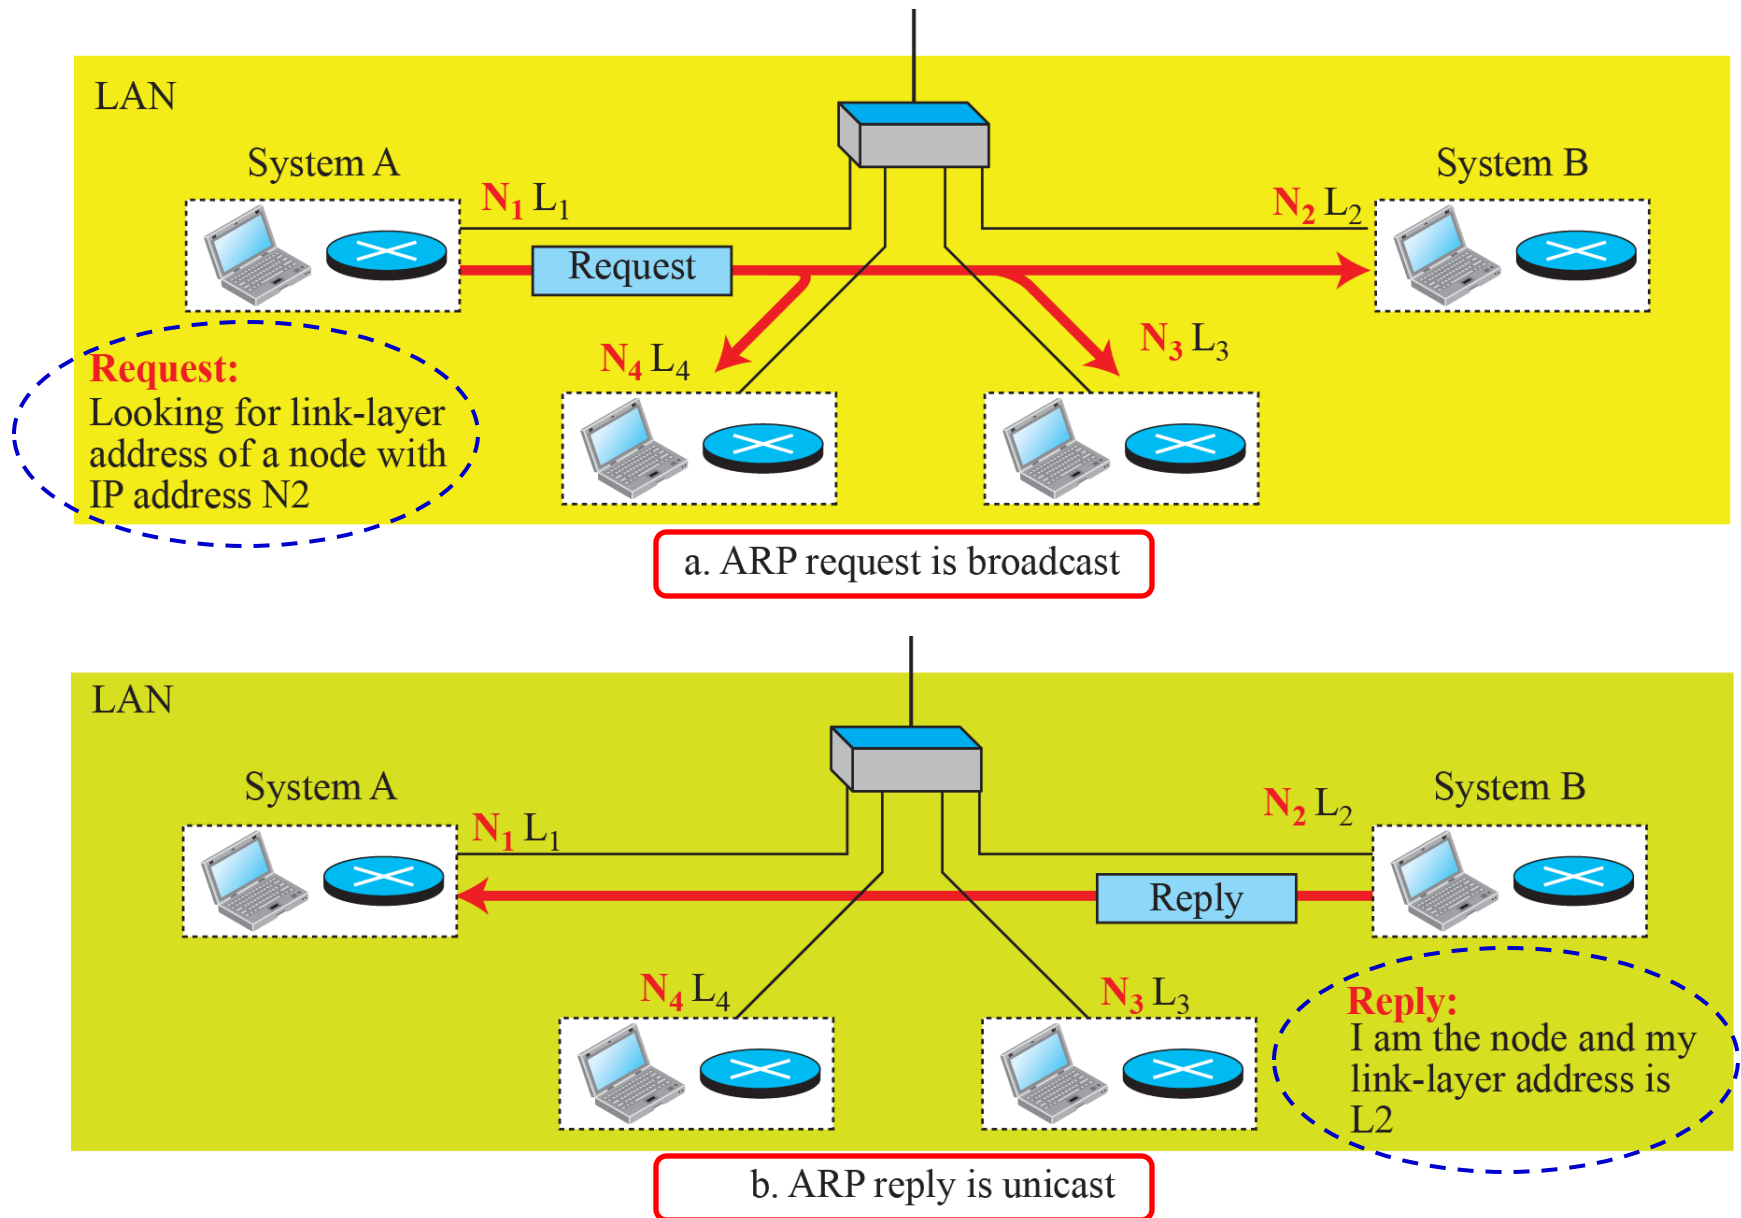 LAN
System A
System B
N₁ L₁
N₂ L₂
Request
N₄ L₄
N₃ L₃
Request:
Looking for link-layer
address of a node with
IP address N2
a. ARP request is broadcast
LAN
System A
System B
N₁ L₁
N₂ L₂
Reply
N₄ L₄
N₃ L₃
Reply:
I am the node and my
link-layer address is
L2
b. ARP reply is unicast